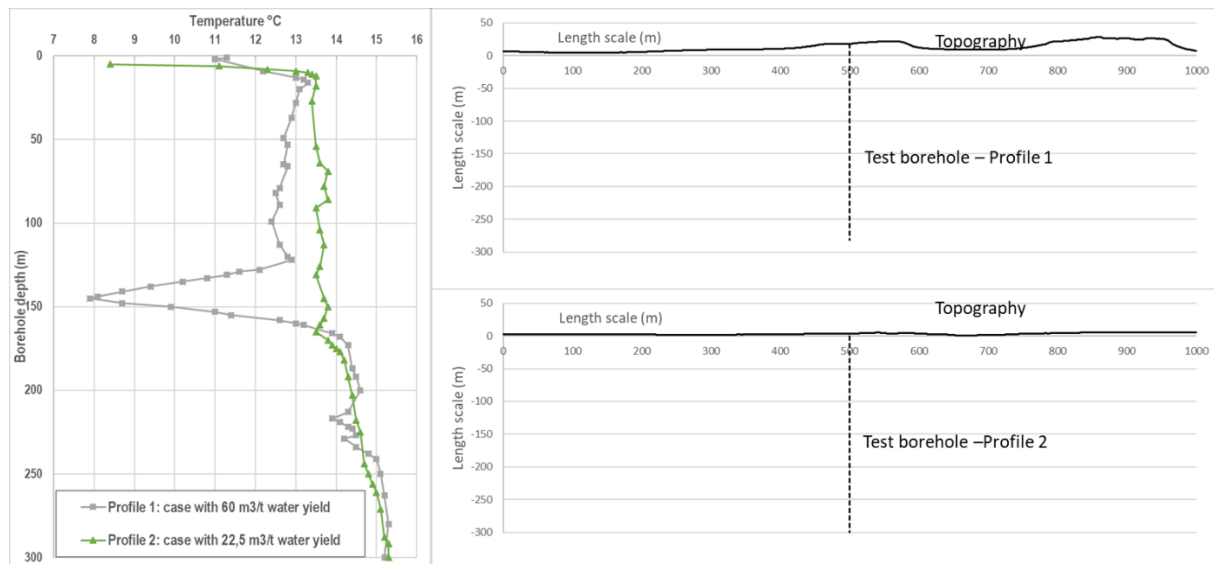 Temperature °C
7 8 9 10 11 12 13 14 15 16
Borehole depth (m)
0
50
100
150
200
250
300
Profile 1: case with 60 m3/t water yield
Profile 2: case with 22,5 m3/t water yield
Length scale (m)
Topography
Length scale (m)
50
0
-50
-100
-150
-200
-250
-300
0 100 200 300 400 500 600 700 800 900 1000
Test borehole – Profile 1
Topography
Length scale (m)
Length scale (m)
50
0
-50
-100
-150
-200
-250
-300
0 100 200 300 400 500 600 700 800 900 1000
Test borehole –Profile 2